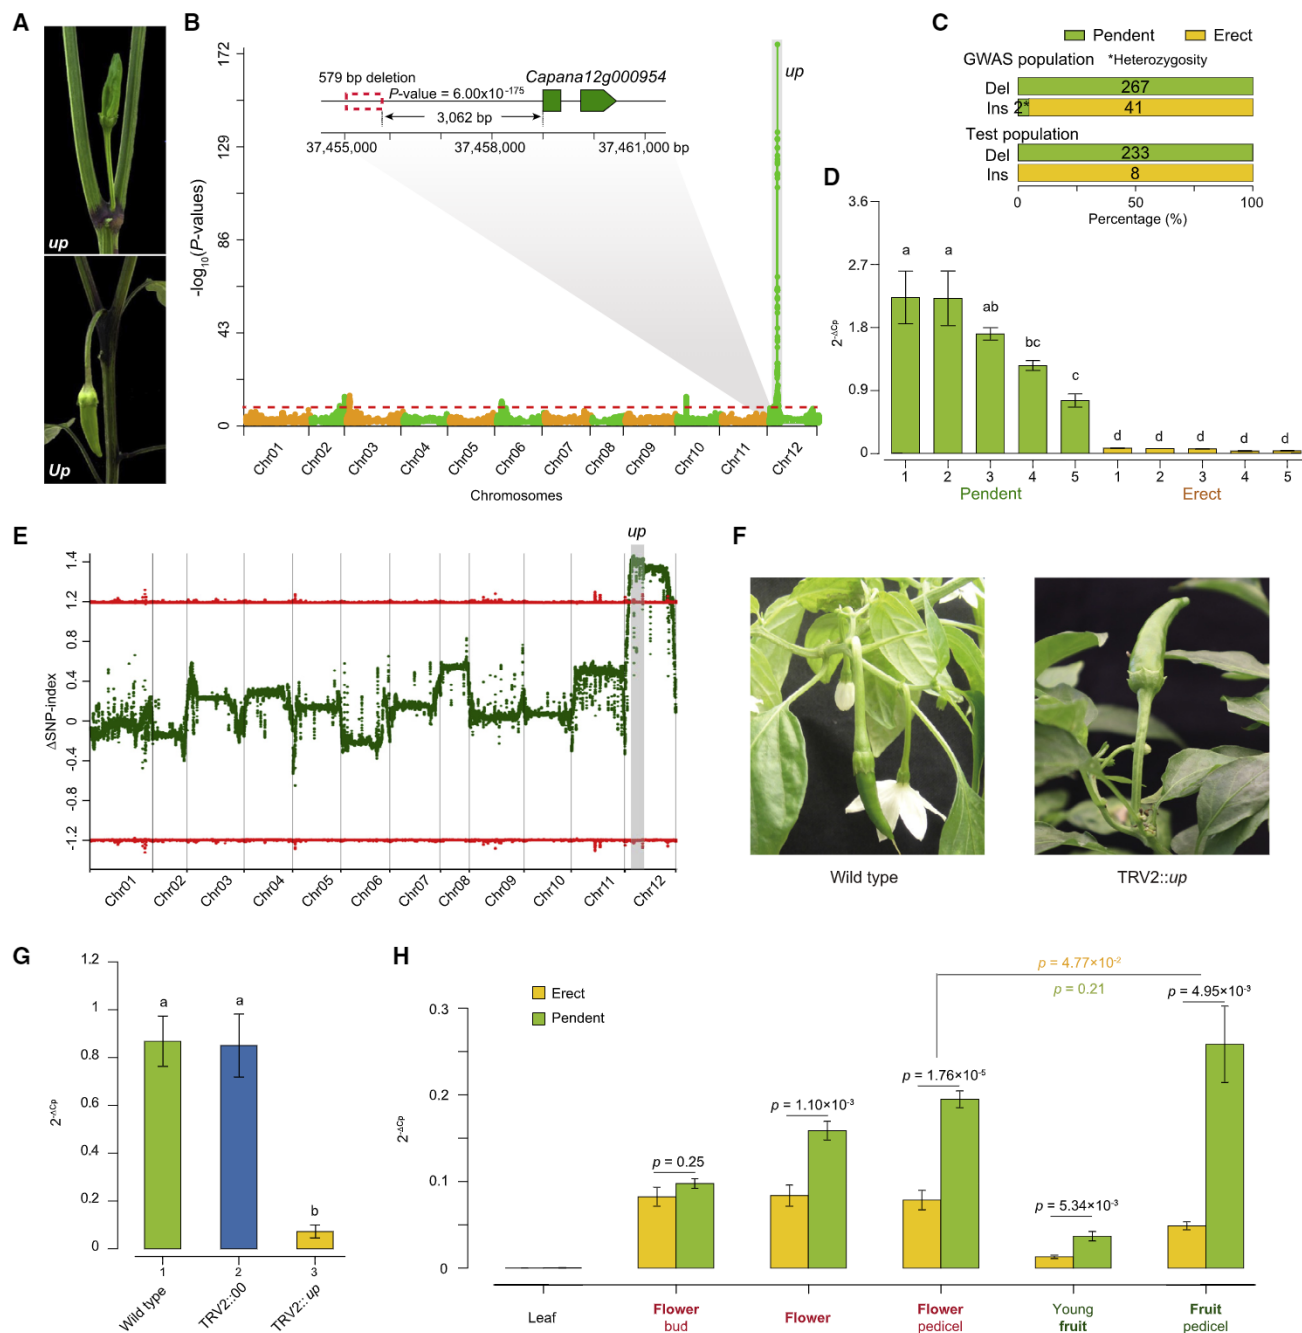 A
up
Up
B
172
129
86
43
0
-log10(P-values)
579 bp deletion
Capana12g000954
P-value = 6.00x10-175
3,062 bp
37,455,000
37,458,000
37,461,000 bp
up
Chr01
Chr02
Chr03
Chr04
Chr05
Chr06
Chr07
Chr08
Chr09
Chr10
Chr11
Chr12
Chromosomes
C
Pendent
Erect
GWAS population *Heterozygosity
Del 267
Ins 2* 41
Test population
Del 233
Ins 8
0 50 100
Percentage (%)
D
3.6
2.7
1.8
0.9
0
2-ΔCp
a a ab bc c d d d d d
1 2 3 4 5 1 2 3 4 5
Pendent Erect
E
up
1.4
1.2
0.8
0.4
0
-0.4
-0.8
-1.2
ΔSNP-index
Chr01
Chr02
Chr03
Chr04
Chr05
Chr06
Chr07
Chr08
Chr09
Chr10
Chr11
Chr12
F
Wild type
TRV2::up
G
1.2
1
0.8
0.6
0.4
0.2
0
2-ΔCp
a a b
1 2 3
Wild type
TRV2::00
TRV2::up
H
Erect
Pendent
0.3
0.2
0.1
0
2-ΔCp
p = 0.25
p = 1.10×10-3
p = 1.76×10-5
p = 5.34×10-3
p = 4.95×10-3
p = 4.77×10-2
p = 0.21
Leaf
Flower
bud
Flower
Flower
pedicel
Young
fruit
Fruit
pedicel